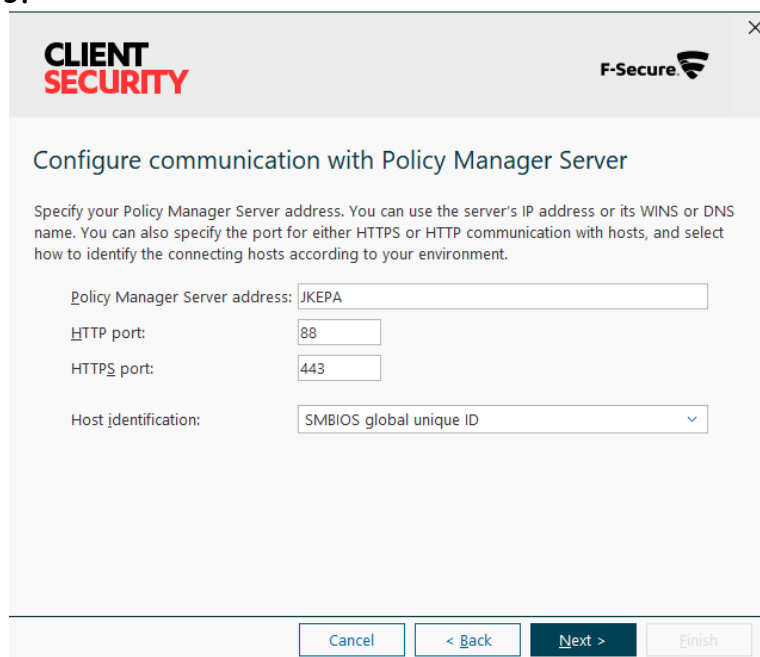 CLIENT
SECURITY
F-Secure.
Configure communication with Policy Manager Server
Specify your Policy Manager Server address. You can use the server's IP address or its WINS or DNS
name. You can also specify the port for either HTTPS or HTTP communication with hosts, and select
how to identify the connecting hosts according to your environment.
Policy Manager Server address: JKEPA
HTTP port: 88
HTTPS port: 443
Host identification: SMBIOS global unique ID
Cancel < Back Next > Finish